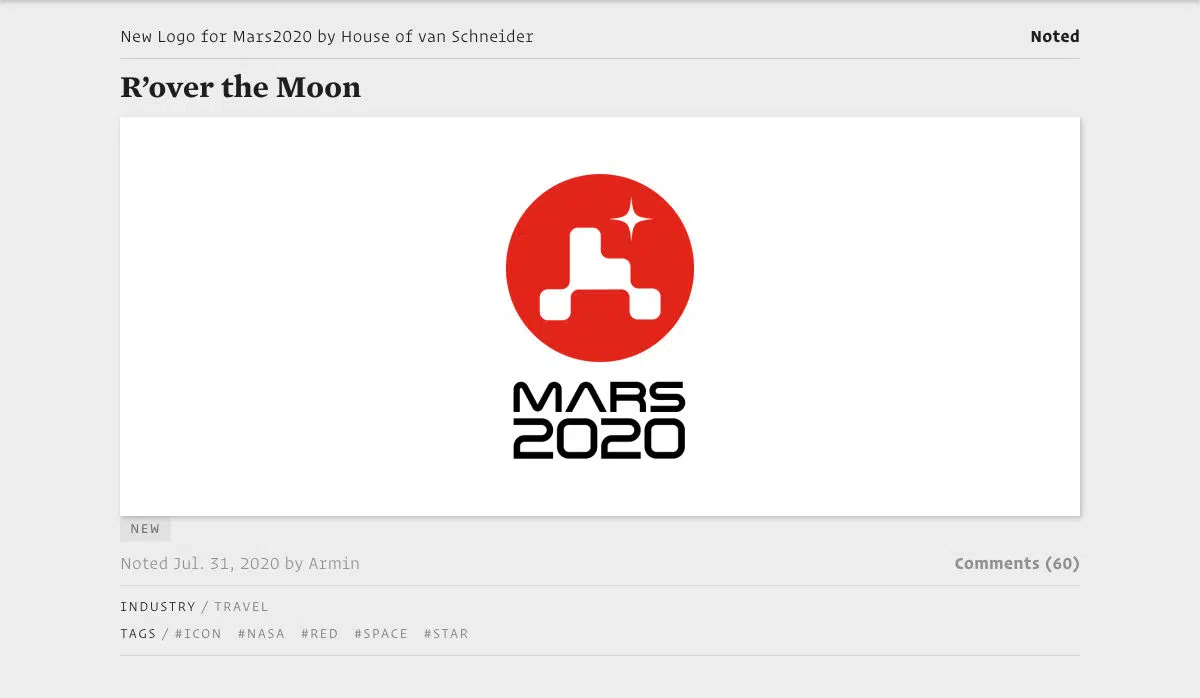 New Logo for Mars2020 by House of van Schneider Noted
R’over the Moon
MARS
2020
NEW
Noted Jul. 31, 2020 by Armin Comments (60)
INDUSTRY / TRAVEL
TAGS / #ICON #NASA #RED #SPACE #STAR